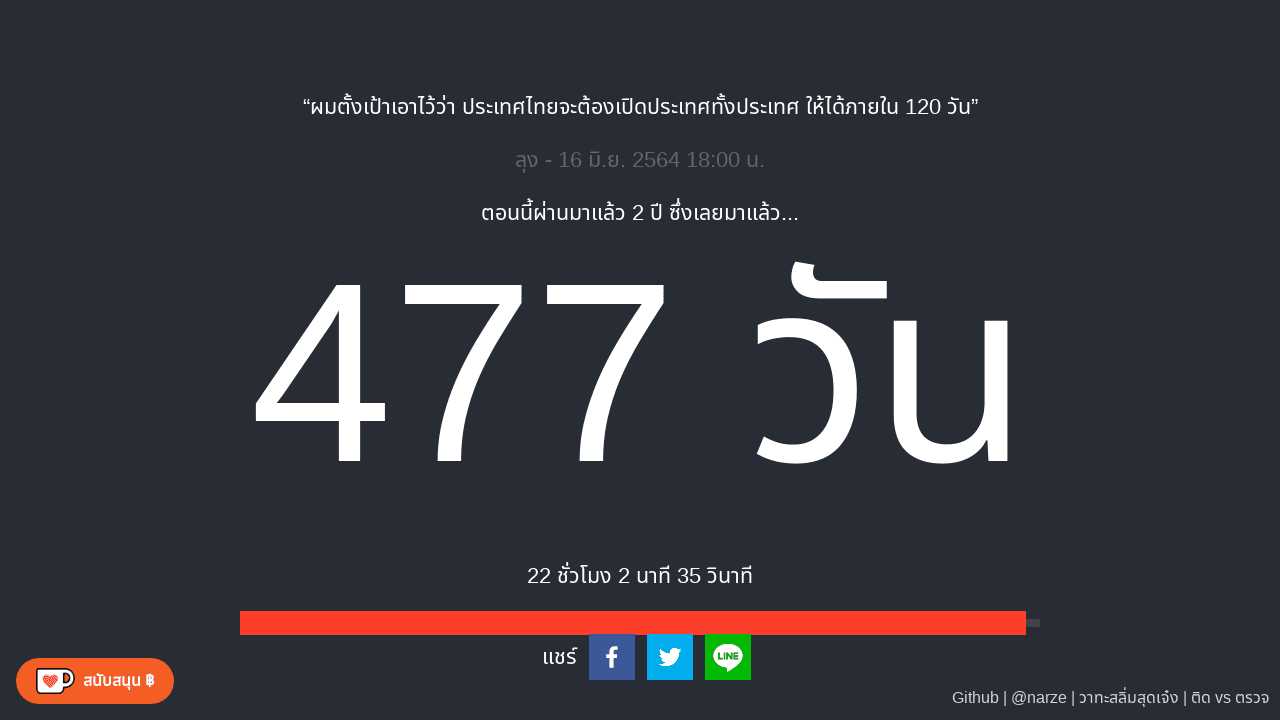 “ผมตั้งเป้าเอาไว้ว่า ประเทศไทยจะต้องเปิดประเทศทั้งประเทศ ให้ได้ภายใน 120 วัน”
ลุง - 16 มิ.ย. 2564 18:00 น.
ตอนนี้ผ่านมาแล้ว 2 ปี ซึ่งเลยมาแล้ว...
477 วัน
22 ชั่วโมง 2 นาที 35 วินาที
แชร์ LINE
สนับสนุน ฿
Github | @narze | วาทะสลิ่มสุดเจ๋ง | ติด vs ตรวจ